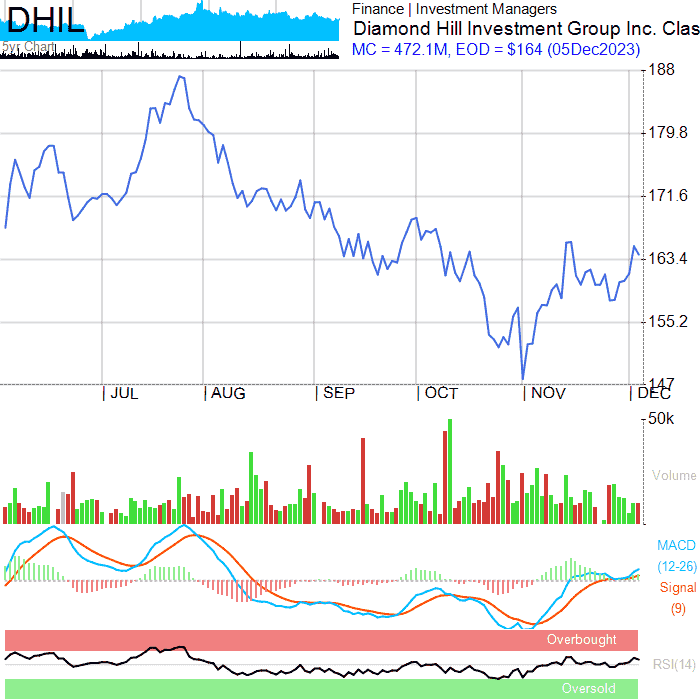 DHIL
5yr Chart
Finance | Investment Managers
Diamond Hill Investment Group Inc. Clas
MC = 472.1M, EOD = $164 (05Dec2023)
188
179.8
171.6
163.4
155.2
147
| JUL | AUG | SEP | OCT | NOV | DEC
50k
Volume
MACD
(12-26)
Signal
(9)
Overbought
RSI(14)
Oversold